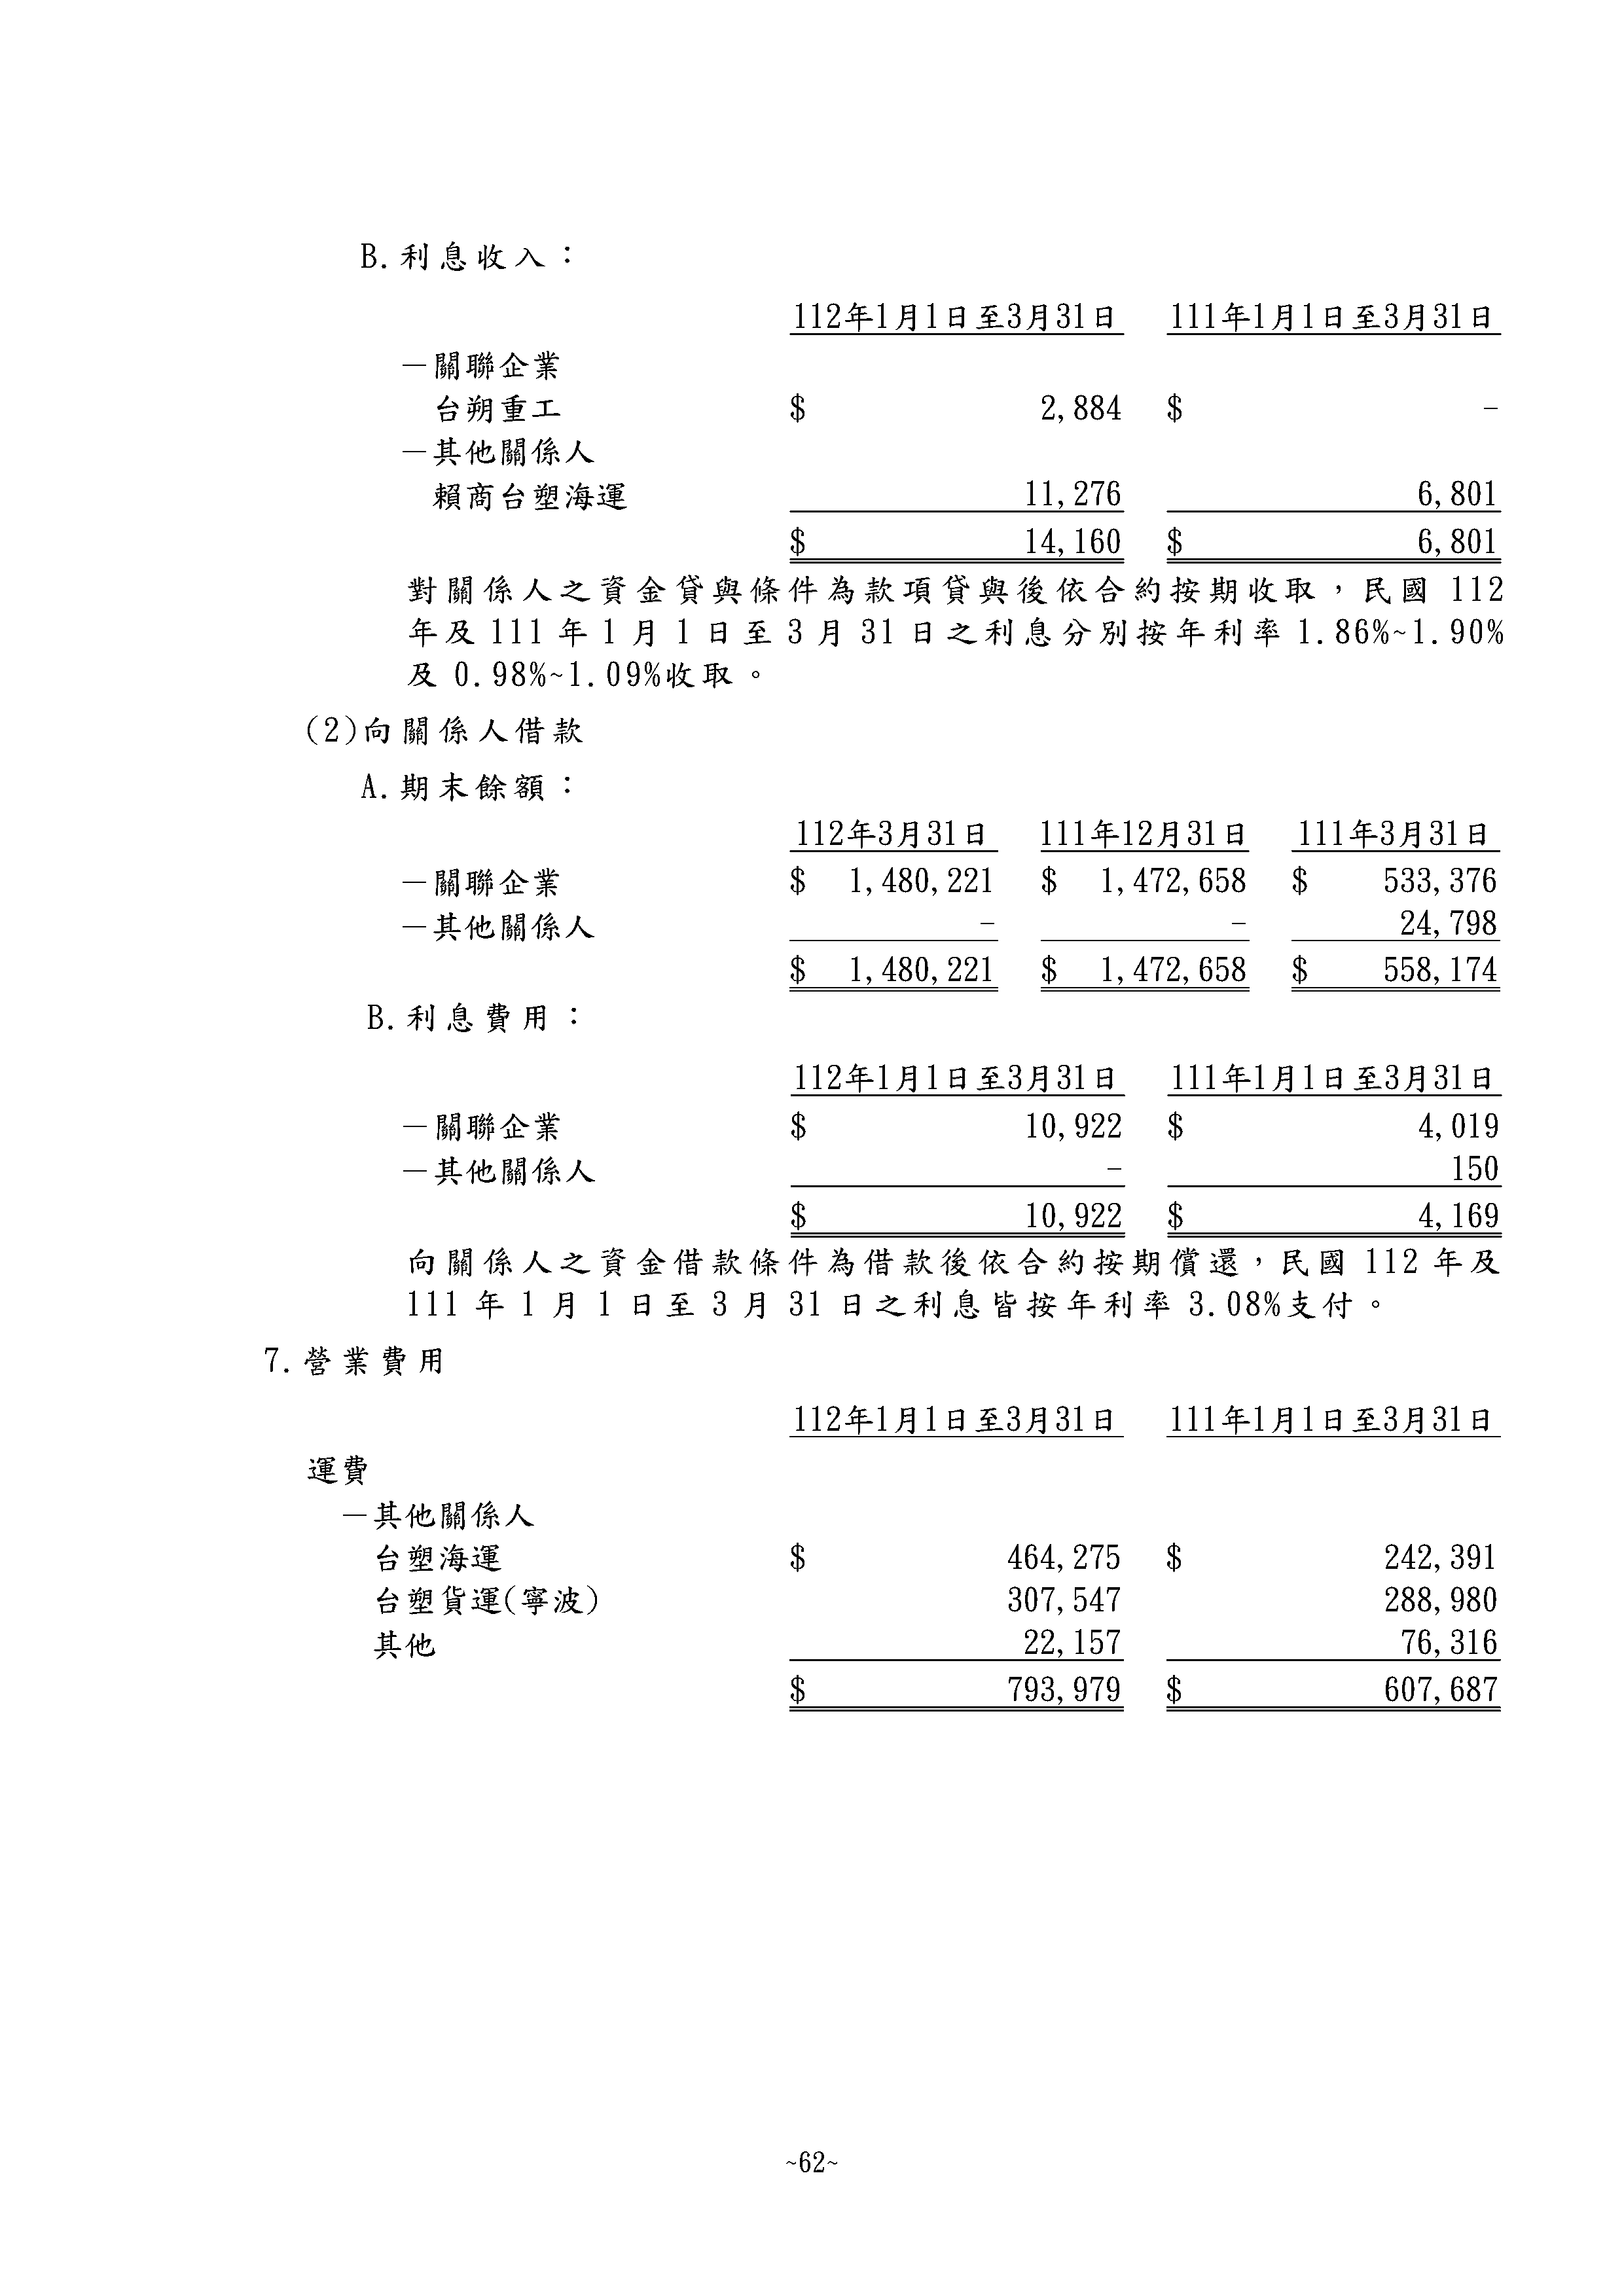 B.利息收入：
112年1月1日至3月31日 111年1月1日至3月31日
－關聯企業
台朔重工 $ 2,884 $ -
－其他關係人
賴商台塑海運 11,276 6,801
$ 14,160 $ 6,801
對關係人之資金貸與條件為款項貸與後依合約按期收取，民國 112
年及 111 年 1 月 1 日至 3 月 31 日之利息分別按年利率 1.86%~1.90%
及 0.98%~1.09%收取。
(2)向關係人借款
A.期末餘額：
112年3月31日 111年12月31日 111年3月31日
－關聯企業 $ 1,480,221 $ 1,472,658 $ 533,376
－其他關係人 - - 24,798
$ 1,480,221 $ 1,472,658 $ 558,174
B.利息費用：
112年1月1日至3月31日 111年1月1日至3月31日
－關聯企業 $ 10,922 $ 4,019
－其他關係人 - 150
$ 10,922 $ 4,169
向關係人之資金借款條件為借款後依合約按期償還，民國 112 年及
111 年 1 月 1 日至 3 月 31 日之利息皆按年利率 3.08%支付。
7.營業費用
112年1月1日至3月31日 111年1月1日至3月31日
運費
－其他關係人
台塑海運 $ 464,275 $ 242,391
台塑貨運(寧波) 307,547 288,980
其他 22,157 76,316
$ 793,979 $ 607,687
~62~